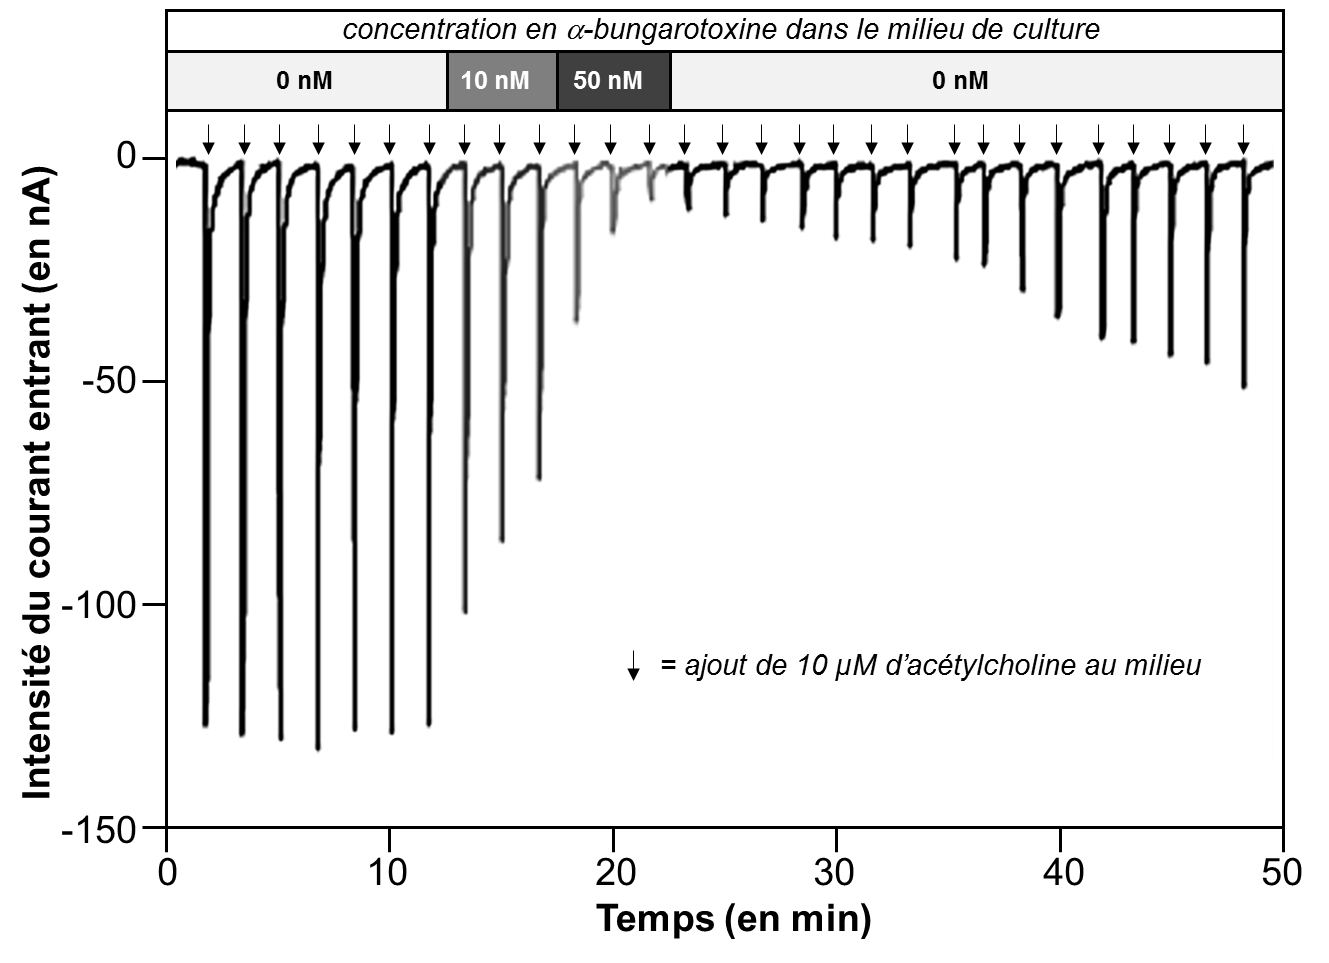 concentration en α-bungarotoxine dans le milieu de culture
0 nM 10 nM 50 nM 0 nM
Intensité du courant entrant (en nA)
0
-50
-100
-150
= ajout de 10 µM d’acétylcholine au milieu
0 10 20 30 40 50
Temps (en min)